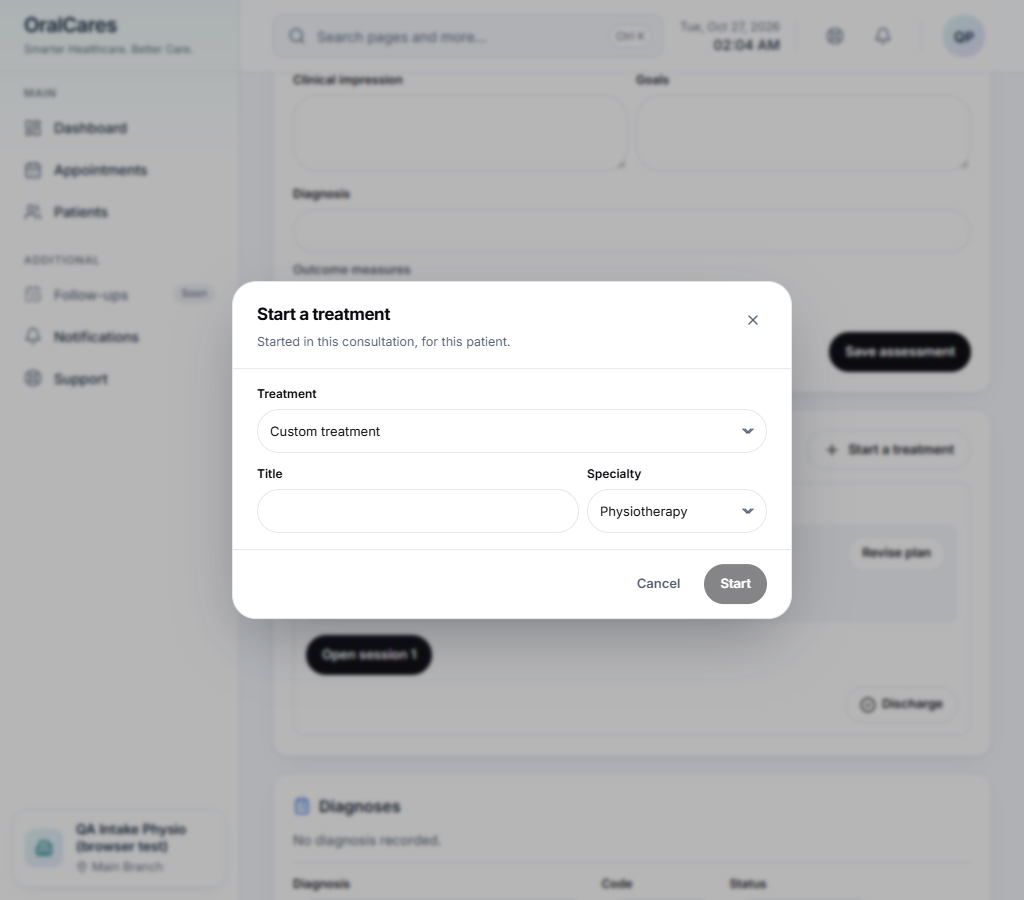 OralCares
Smarter Healthcare. Better Care.
Search pages and more...
Ctrl K
Tue, Oct 27, 2026
02:04 AM
QP
MAIN
Dashboard
Appointments
Patients
ADDITIONAL
Follow-ups
Soon
Notifications
Support
QA Intake Physio
(browser test)
Main Branch
Clinical impression
Goals
Diagnosis
Outcome measures
Save assessment
Start a treatment
Revise plan
Open session 1
Discharge
Diagnoses
No diagnosis recorded.
Diagnosis
Code
Status
Start a treatment
Started in this consultation, for this patient.
Treatment
Custom treatment
Title
Specialty
Physiotherapy
Cancel
Start